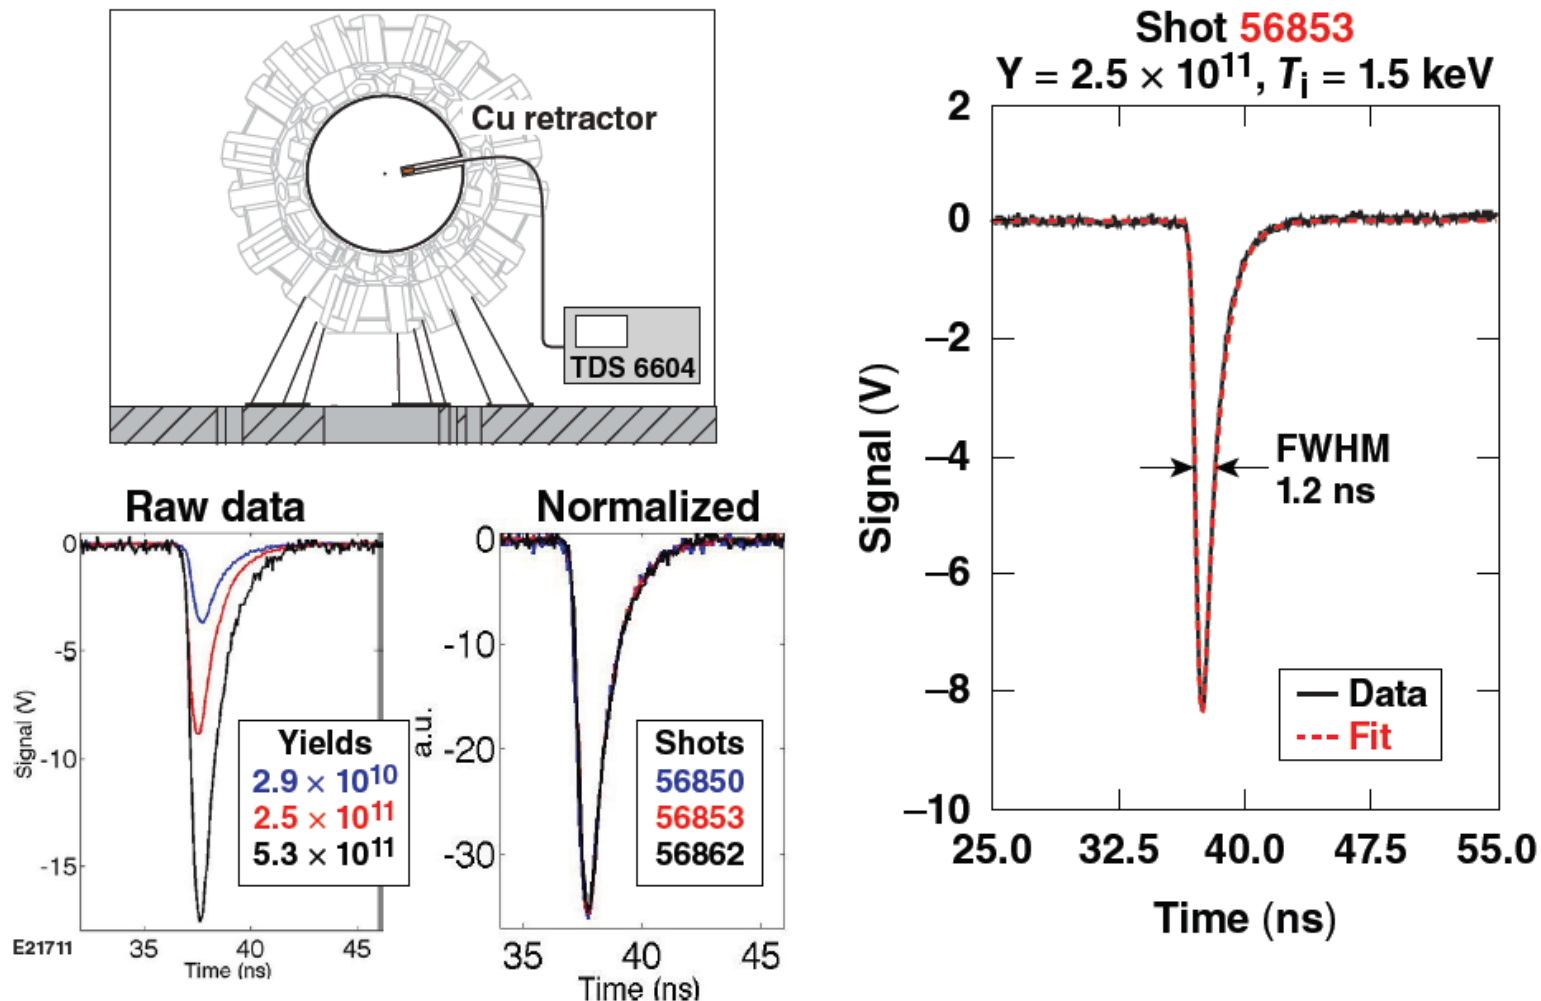 Cu retractor
TDS 6604
Raw data
0
-5
-10
-15
Signal (V)
Yields
2.9 × 10¹⁰
2.5 × 10¹¹
5.3 × 10¹¹
35 40 45
Time (ns)
E21711
Normalized
0
-10
-20
-30
a.u.
Shots
56850
56853
56862
35 40 45
Time (ns)
Shot 56853
Y = 2.5 × 10¹¹, Tᵢ = 1.5 keV
2
0
–2
–4
–6
–8
–10
Signal (V)
FWHM
1.2 ns
Data
Fit
25.0 32.5 40.0 47.5 55.0
Time (ns)